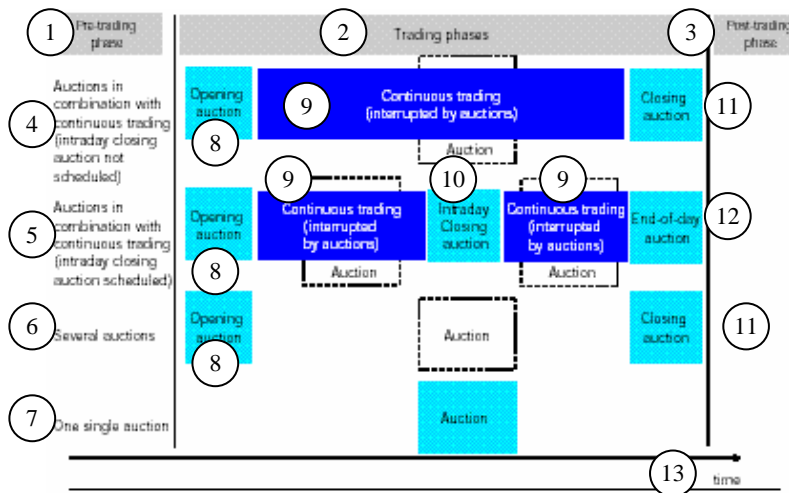 1
Pre-trading
phase
2
Trading phases
3
Post-trading
phase
4
Auctions in
combination with
continuous trading
(intraday closing
auction not
scheduled)
Opening
auction
8
9
Continuous trading
(interrupted by auctions)
Auction
Closing
auction
11
5
Auctions in
combination with
continuous trading
(intraday closing
auction scheduled)
Opening
auction
8
9
Continuous trading
(interrupted
by auctions)
Auction
10
Intraday
Closing
auction
9
Continuous trading
(interrupted
by auctions)
Auction
End-of-day
auction
12
6
Several auctions
Opening
auction
8
Auction
Closing
auction
11
7
One single auction
Auction
13
time